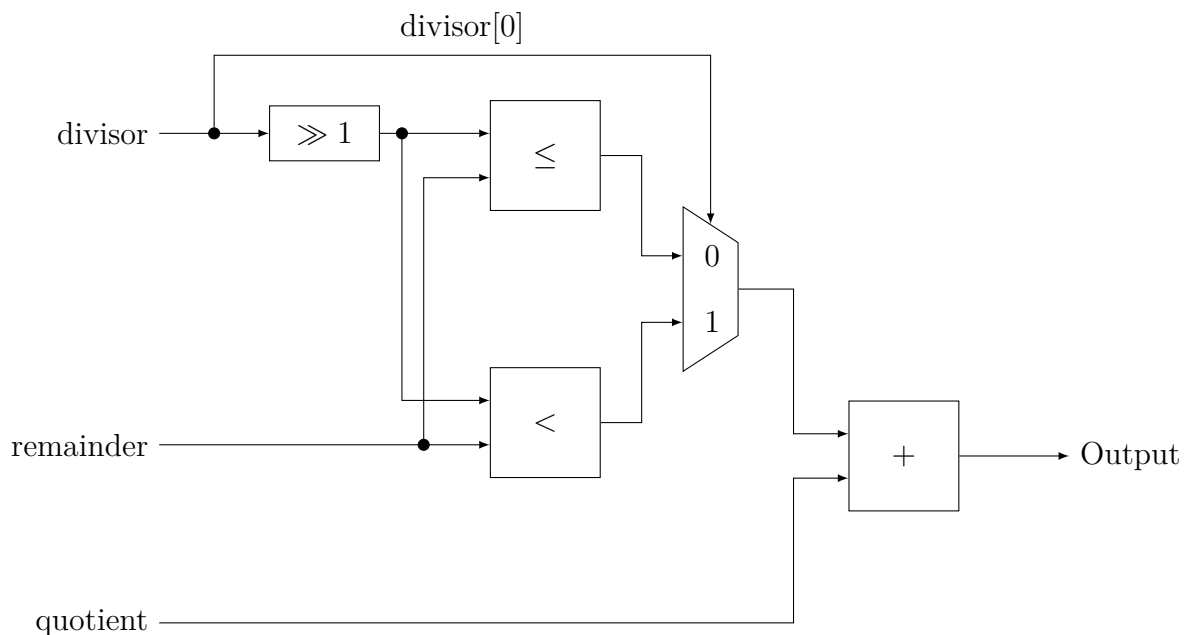 divisor[0]
divisor
≫ 1
≤
0
1
<
remainder
+
Output
quotient